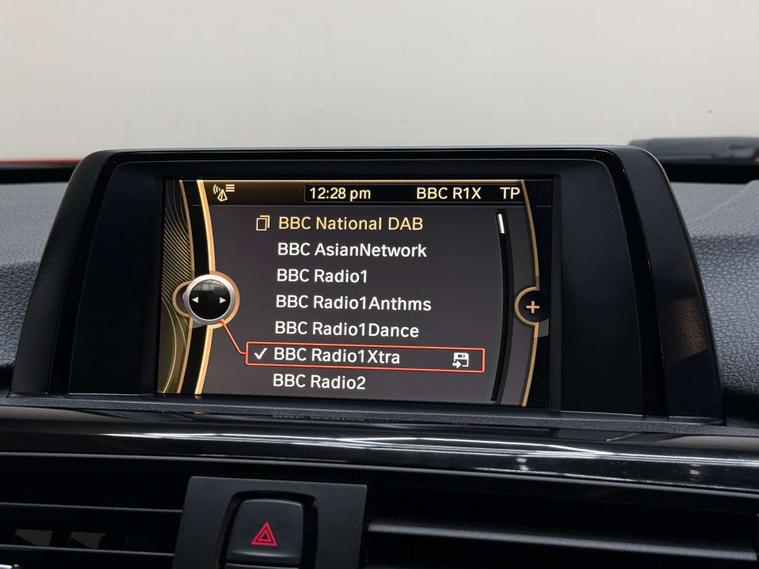 12:28 pm BBC R1X TP
BBC National DAB
BBC AsianNetwork
BBC Radio1
BBC Radio1Anthms
BBC Radio1Dance
BBC Radio1Xtra
BBC Radio2